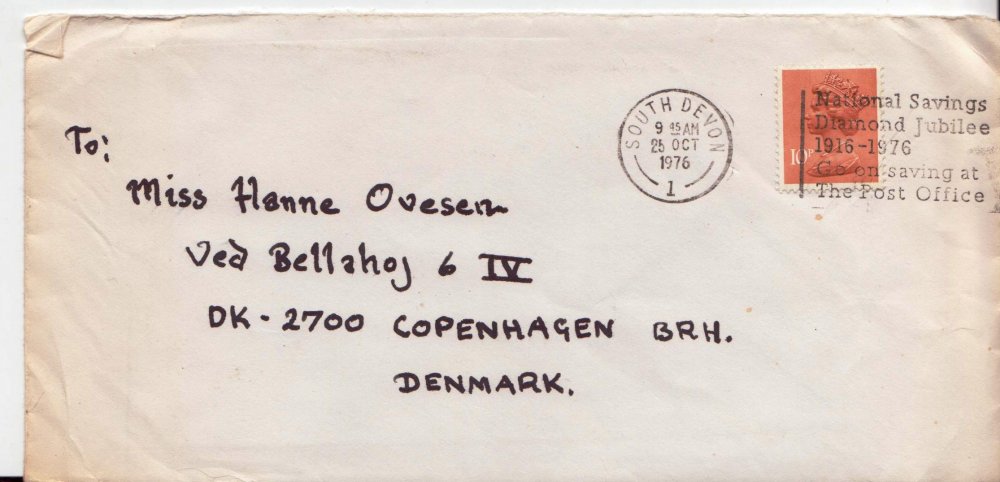 SOUTH DEVON
9 45 AM
25 OCT
1976
1
National Savings
Diamond Jubilee
1916-1976
Go on saving at
The Post Office
10P
To:
Miss Hanne Ovesen
Ved Bellahoj 6 IV
DK - 2700 COPENHAGEN BRH.
DENMARK.